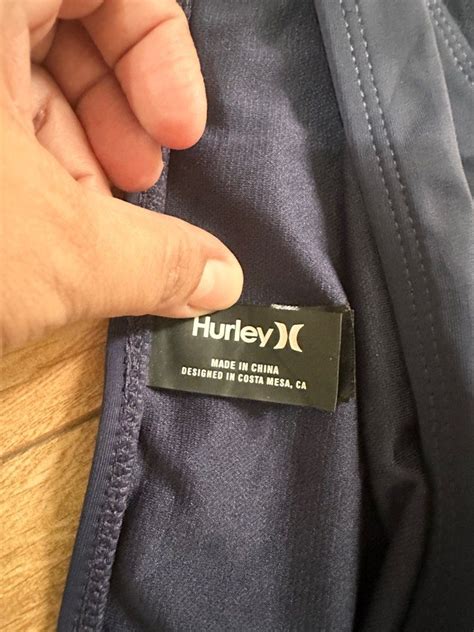 Hurley
MADE IN CHINA
DESIGNED IN COSTA MESA, CA